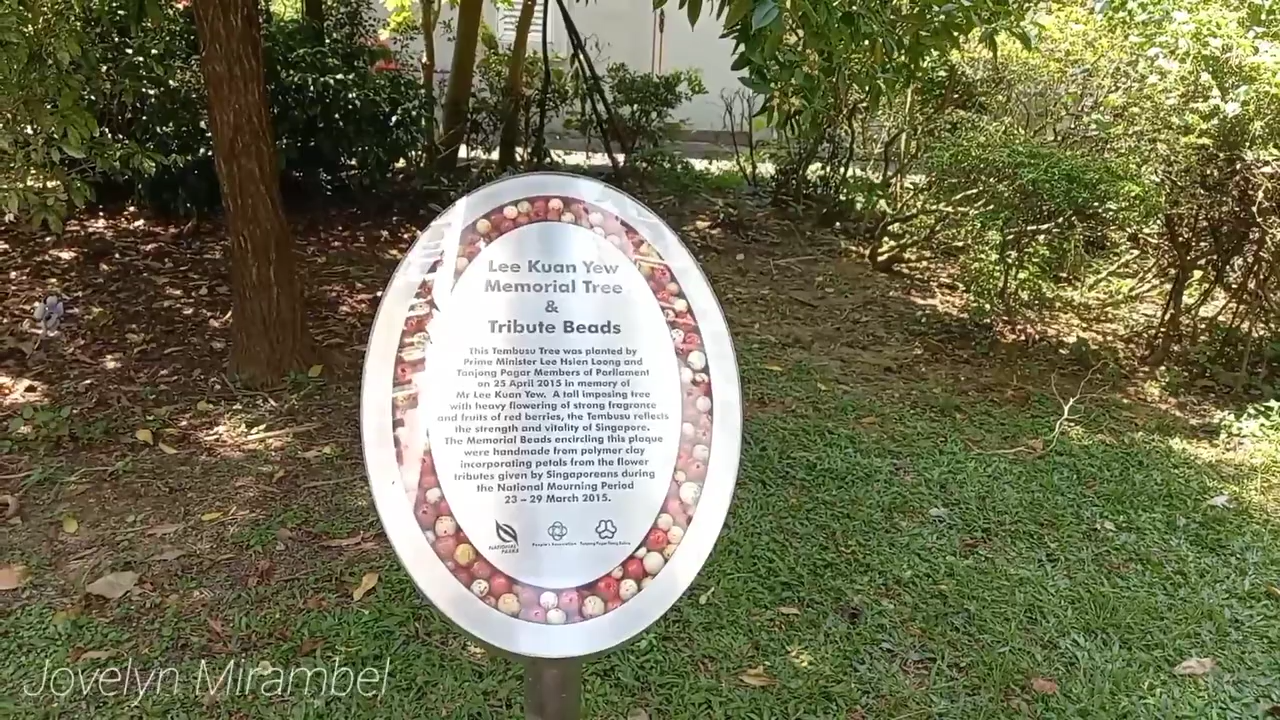 Lee Kuan Yew
Memorial Tree
&
Tribute Beads
This Tembusu Tree was planted by
Prime Minister Lee Hsien Loong and
Tanjong Pagar Members of Parliament
on 25 April 2015 in memory of
Mr Lee Kuan Yew. A tall imposing tree
with heavy flowering of strong fragrance
and fruits of red berries, the Tembusu reflects
the strength and vitality of Singapore.
The Memorial Beads encircling this plaque
were handmade from polymer clay
incorporating petals from the flower
tributes given by Singaporeans during
the National Mourning Period
23 – 29 March 2015.
NATIONAL
PARKS
People's Association
Jovelyn Mirambel